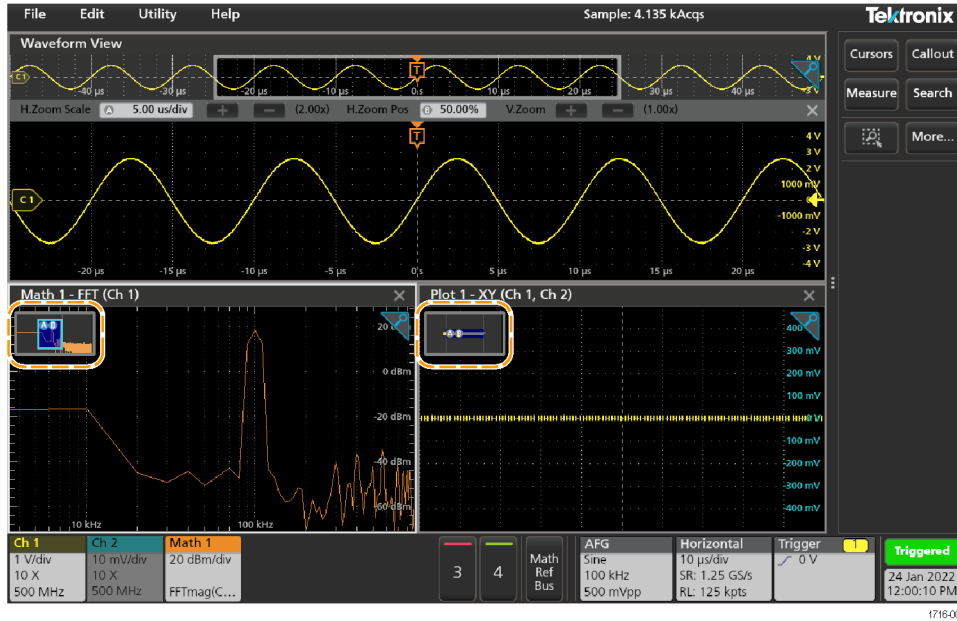 File Edit Utility Help Sample: 4.135 kAcqs Tektronix
Waveform View
Cursors Callout
Measure Search
More...
C1 T
-40 µs -30 µs -20 µs -10 µs 20 µs 30 µs 40 µs
H.Zoom Scale A 5.00 us/div + - (2.00x) H.Zoom Pos B 50.00% V.Zoom + - (1.00x)
T
4 V
3 V
2 V
1000 mV
C 1
-1000 mV
-2 V
-3 V
-4 V
-20 µs -15 µs -10 µs -5 µs 0 s 5 µs 10 µs 15 µs 20 µs
Math 1 - FFT (Ch 1)
A B
20
0 dBm
-20 dBm
-40 dBm
-60 dBm
10 kHz 100 kHz
Plot 1 - XY (Ch 1, Ch 2)
A B
400
300 mV
200 mV
100 mV
-100 mV
-200 mV
-300 mV
-400 mV
Ch 1
1 V/div
10 X
500 MHz
Ch 2
10 mV/div
10 X
500 MHz
Math 1
20 dBm/div
FFTmag(C...
3
4
Math
Ref
Bus
AFG
Sine
100 kHz
500 mVpp
Horizontal
10 µs/div
SR: 1.25 GS/s
RL: 125 kpts
Trigger 1
0 V
Triggered
24 Jan 2022
12:00:10 PM